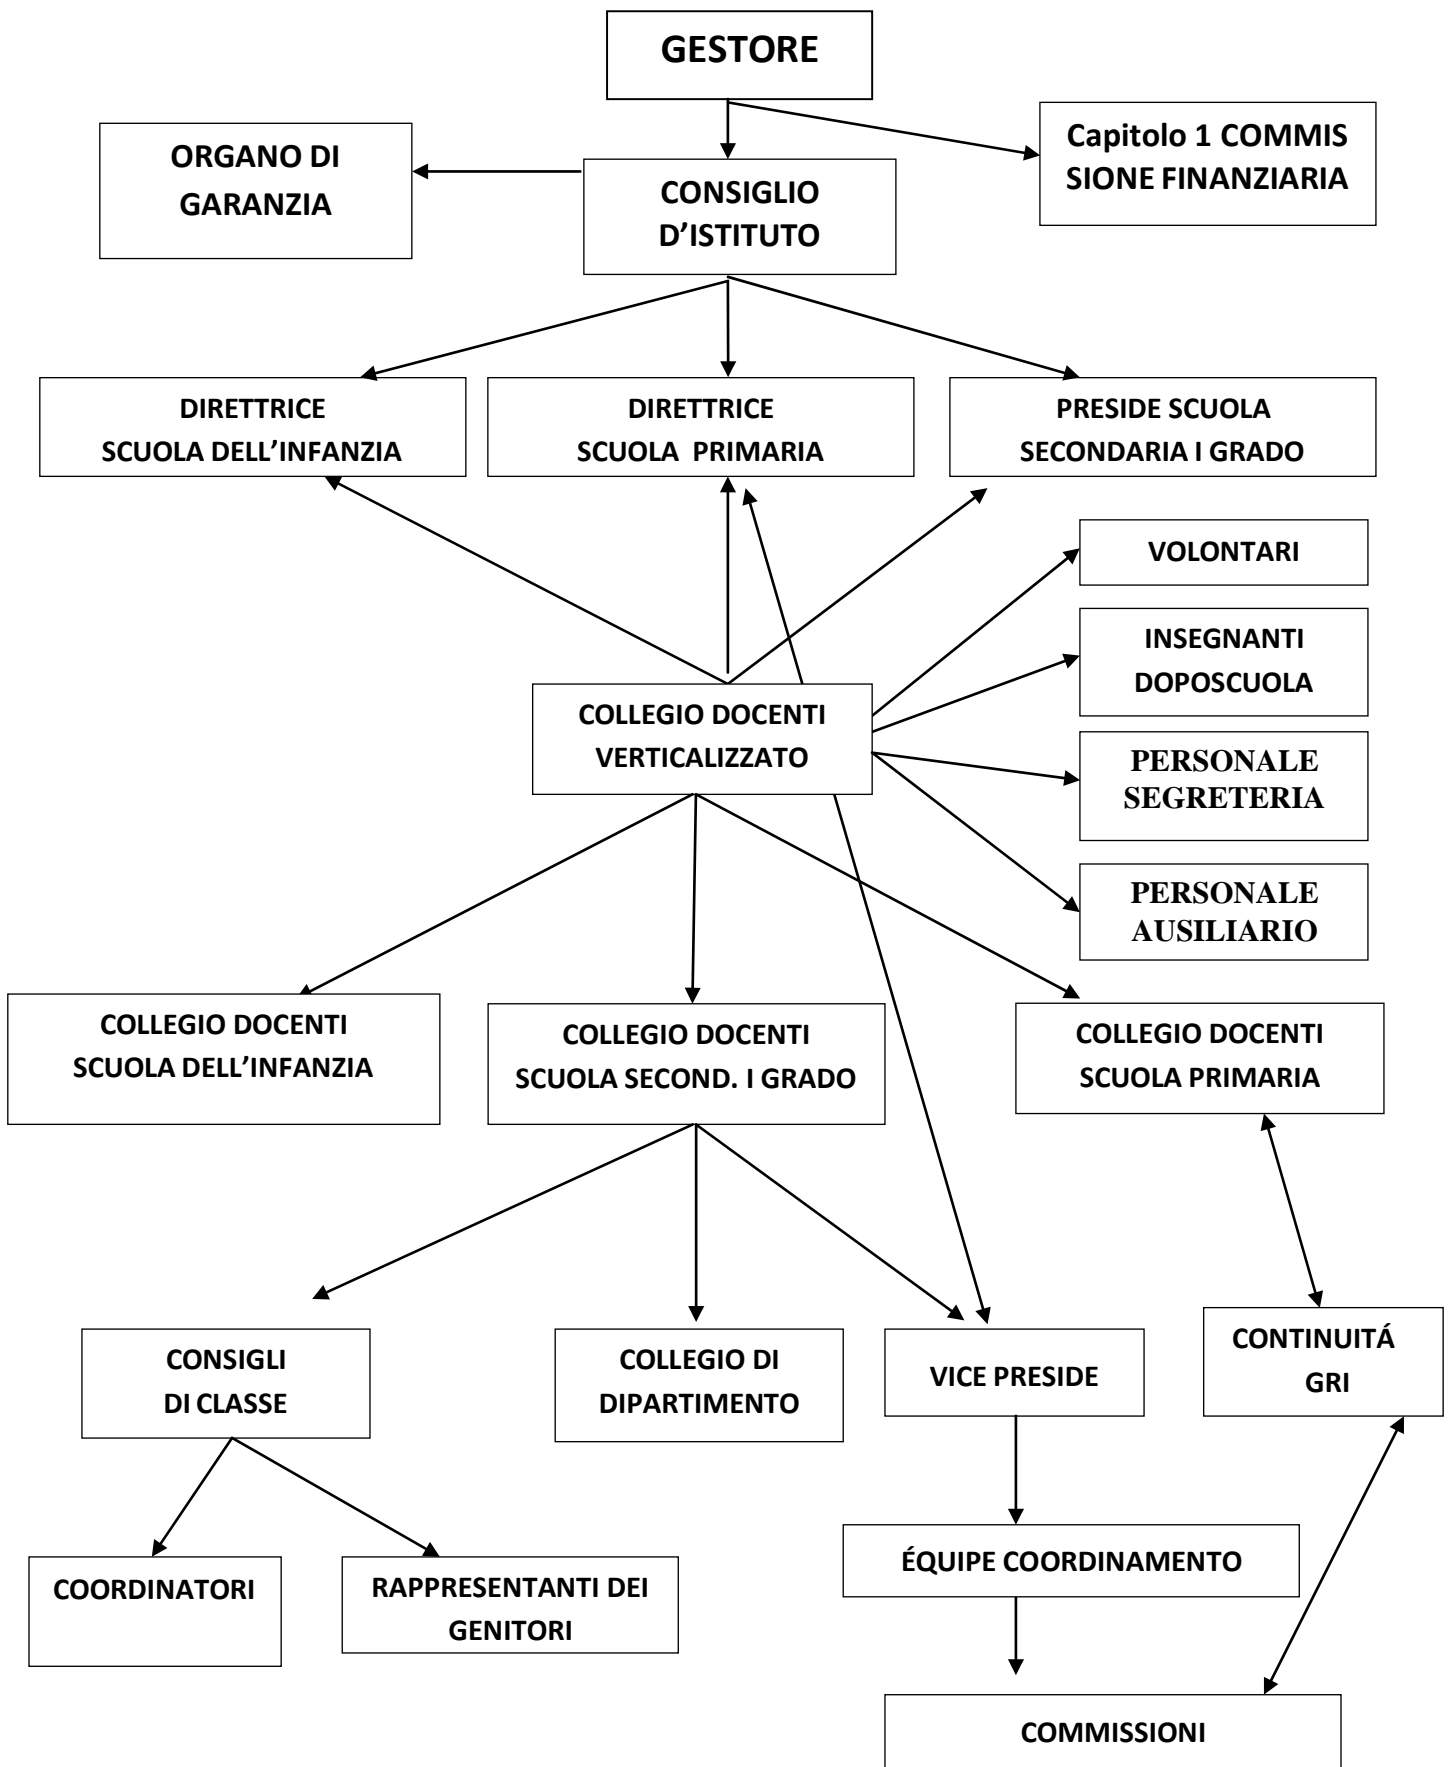 GESTORE
Capitolo 1 COMMIS
SIONE FINANZIARIA
ORGANO DI
GARANZIA
CONSIGLIO
D’ISTITUTO
DIRETTRICE
SCUOLA DELL’INFANZIA
DIRETTRICE
SCUOLA PRIMARIA
PRESIDE SCUOLA
SECONDARIA I GRADO
VOLONTARI
INSEGNANTI
DOPOSCUOLA
COLLEGIO DOCENTI
VERTICALIZZATO
PERSONALE
SEGRETERIA
PERSONALE
AUSILIARIO
COLLEGIO DOCENTI
SCUOLA DELL’INFANZIA
COLLEGIO DOCENTI
SCUOLA SECOND. I GRADO
COLLEGIO DOCENTI
SCUOLA PRIMARIA
CONSIGLI
DI CLASSE
COLLEGIO DI
DIPARTIMENTO
VICE PRESIDE
CONTINUITÁ
GRI
COORDINATORI
RAPPRESENTANTI DEI
GENITORI
ÉQUIPE COORDINAMENTO
COMMISSIONI